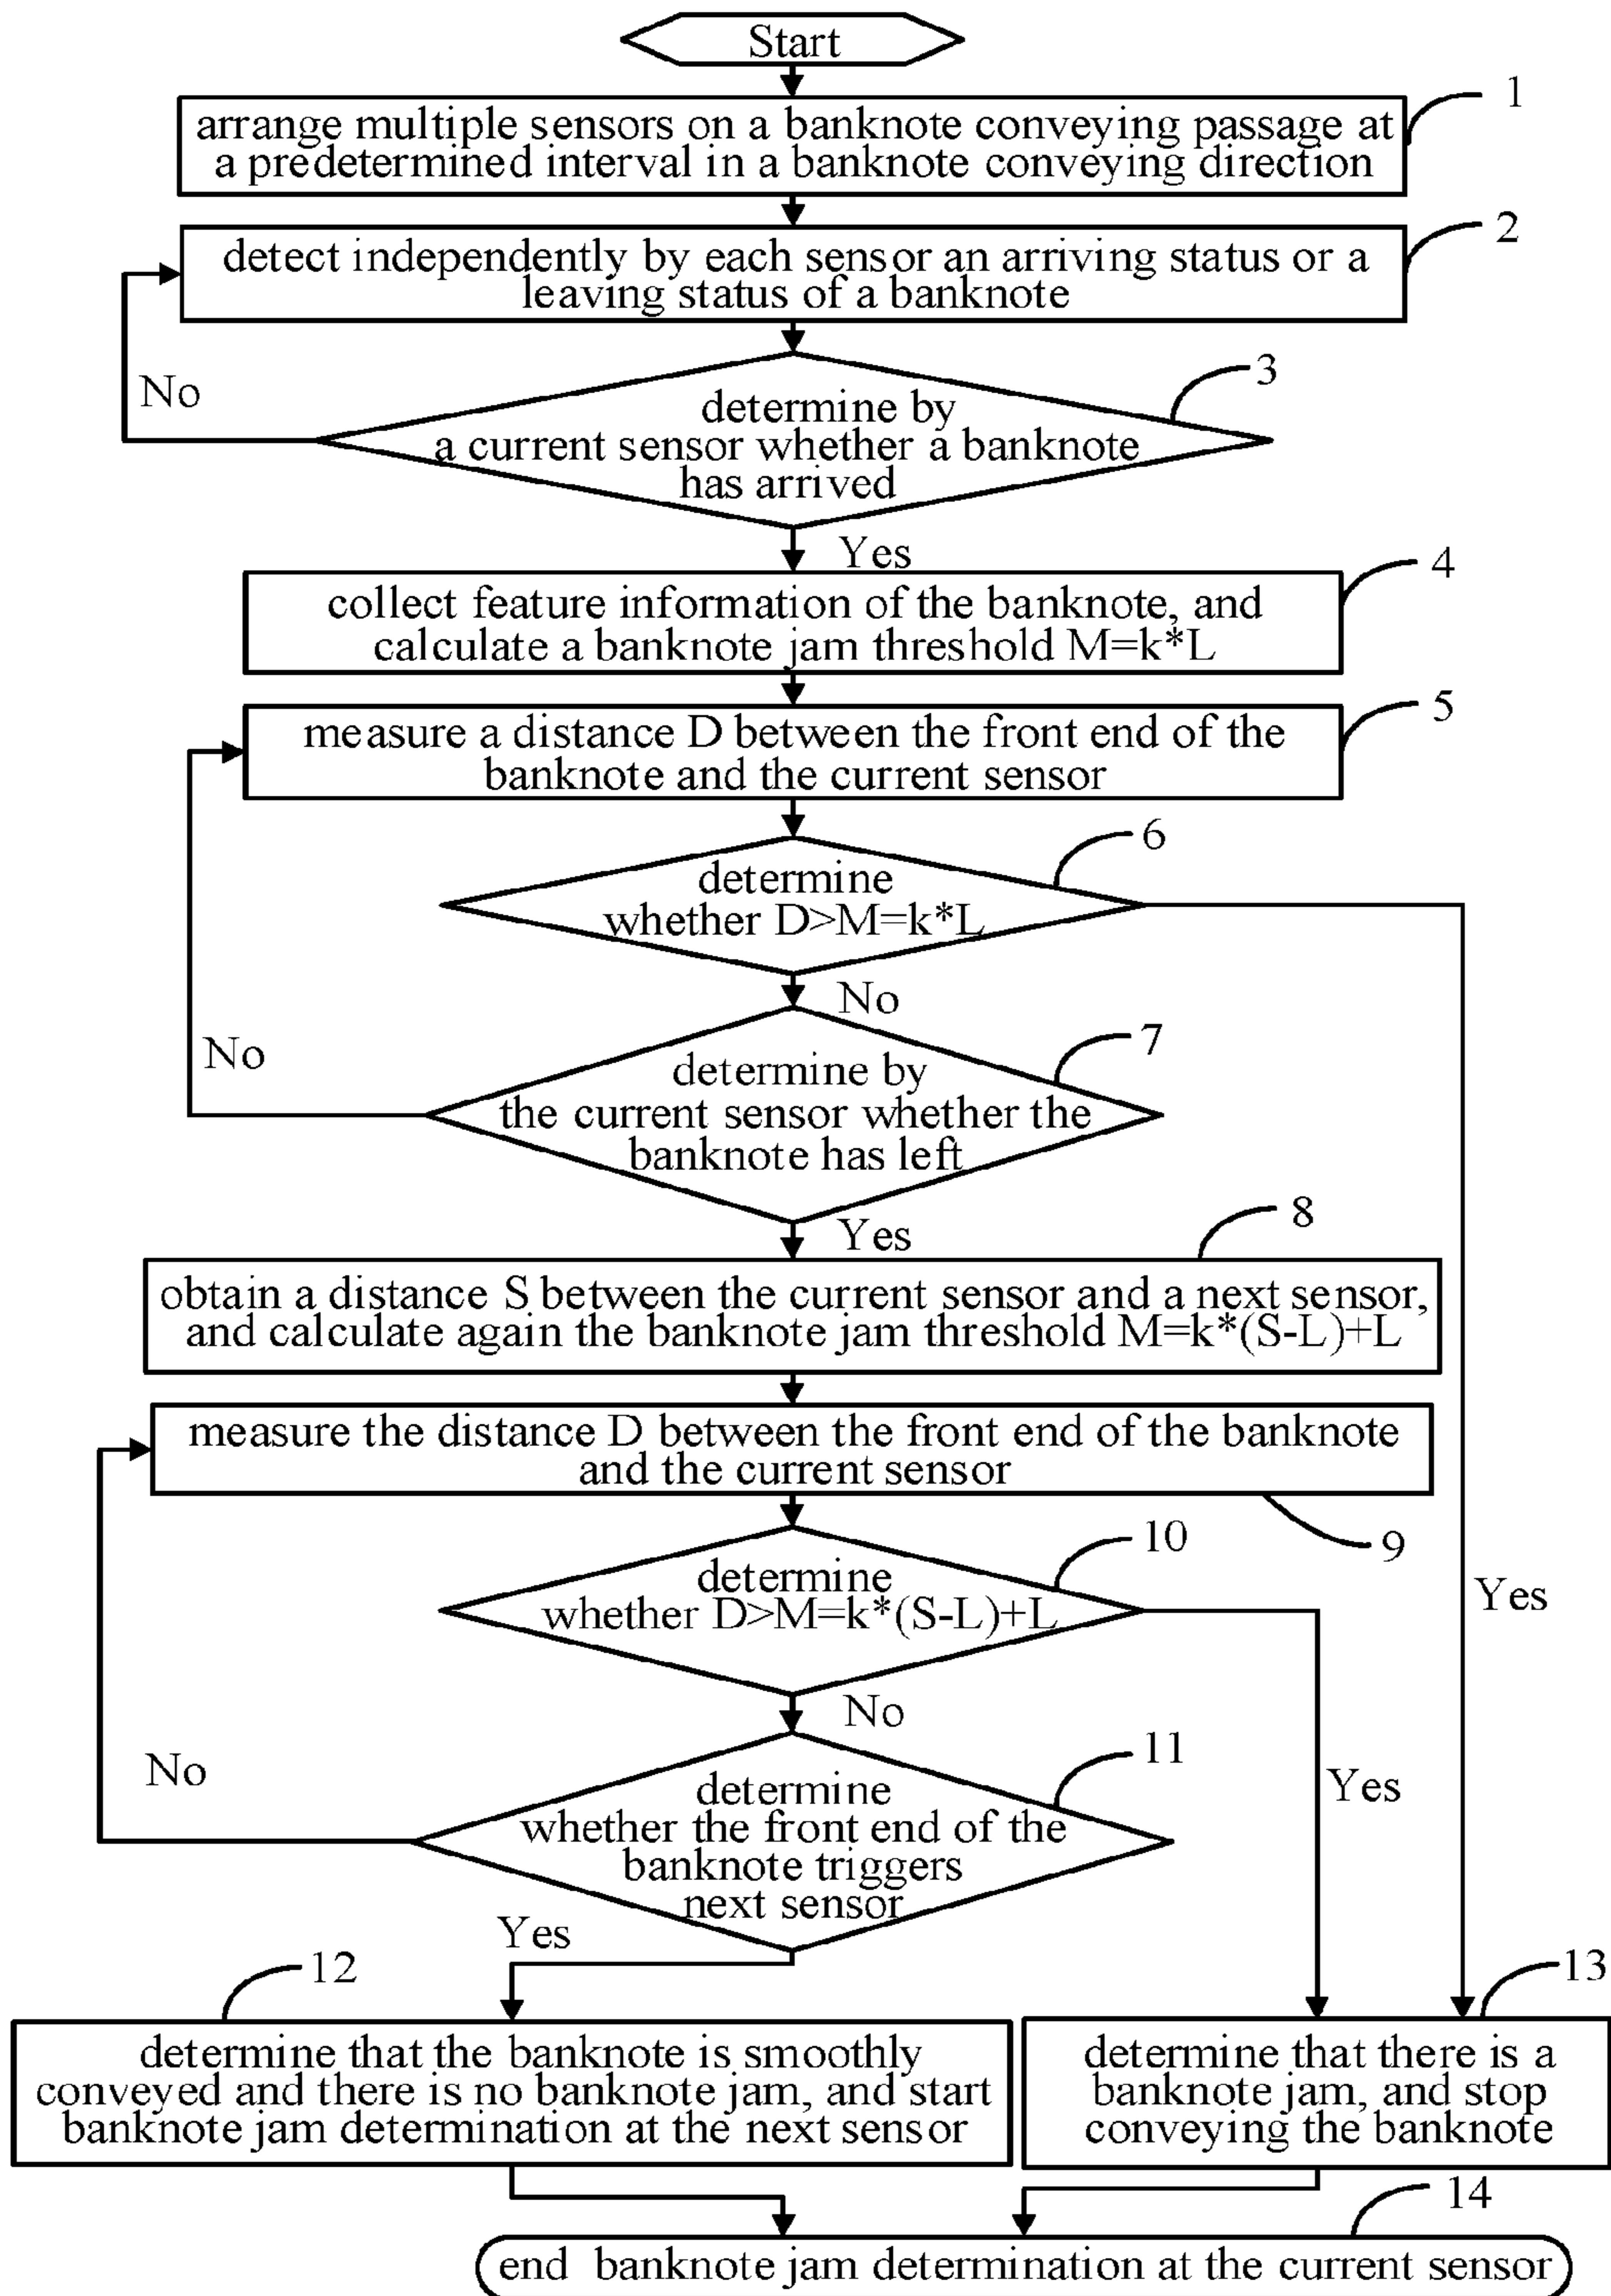 Start
1
arrange multiple sensors on a banknote conveying passage at
a predetermined interval in a banknote conveying direction
2
detect independently by each sensor an arriving status or a
leaving status of a banknote
3
No
determine by
a current sensor whether a banknote
has arrived
Yes
4
collect feature information of the banknote, and
calculate a banknote jam threshold M=k*L
5
measure a distance D between the front end of the
banknote and the current sensor
6
determine
whether D>M=k*L
No
7
No
determine by
the current sensor whether the
banknote has left
Yes
8
obtain a distance S between the current sensor and a next sensor,
and calculate again the banknote jam threshold M=k*(S-L)+L
measure the distance D between the front end of the banknote
and the current sensor
9
10
determine
whether D>M=k*(S-L)+L
Yes
No
11
No
Yes
determine
whether the front end of the
banknote triggers
next sensor
Yes
12
13
determine that the banknote is smoothly
conveyed and there is no banknote jam, and start
banknote jam determination at the next sensor
determine that there is a
banknote jam, and stop
conveying the banknote
14
end banknote jam determination at the current sensor